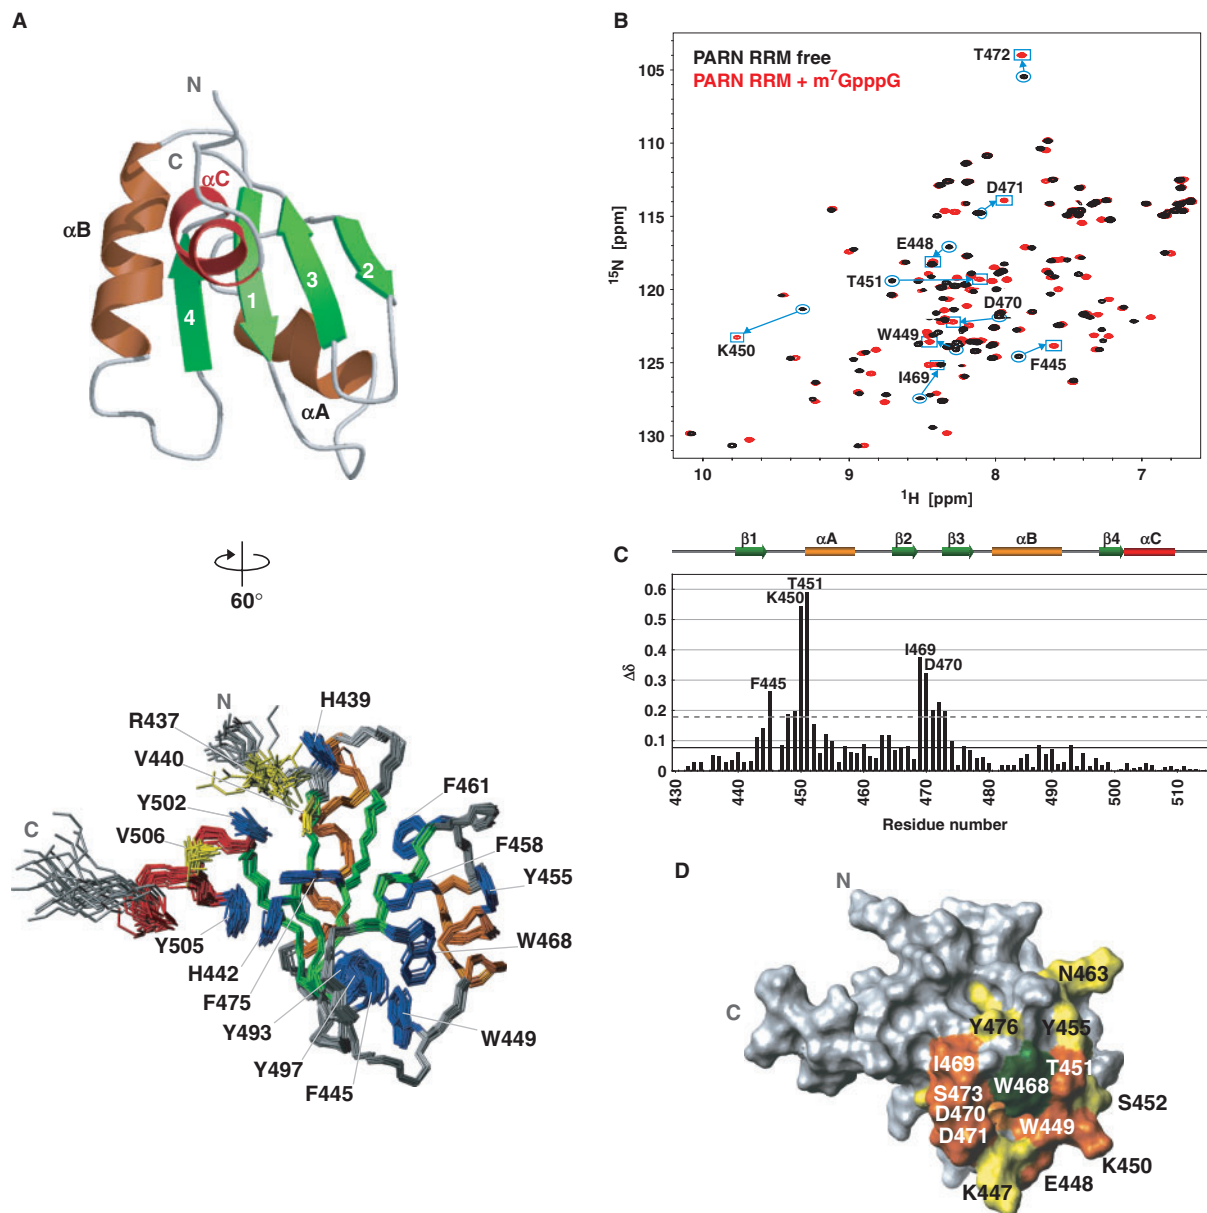 A
N
C
αC
αB
1
2
3
4
αA
60°
N
H439
R437
V440
Y502
F461
C
V506
F458
Y455
Y505
W468
H442
F475
Y493
W449
Y497
F445
B
PARN RRM free
PARN RRM + m⁷GpppG
T472
D471
E448
T451
D470
K450
W449
F445
I469
105
110
115
120
125
130
¹⁵N [ppm]
10 9 8 7
¹H [ppm]
C
β1 αA β2 β3 αB β4 αC
T451
K450
I469
D470
F445
0.6
0.5
0.4
0.3
0.2
0.1
0
Δδ
430 440 450 460 470 480 490 500 510
Residue number
D
N
N463
C
Y476 Y455
I469 T451
W468
S473
S452
D470
W449
D471
K450
E448
K447